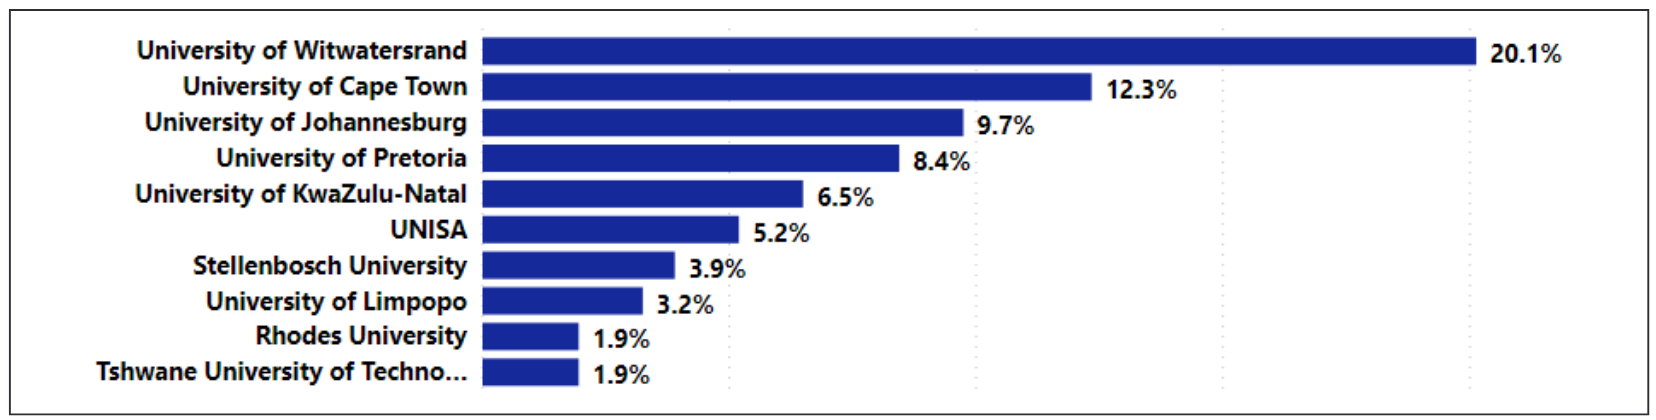 University of Witwatersrand 20.1%
University of Cape Town 12.3%
University of Johannesburg 9.7%
University of Pretoria 8.4%
University of KwaZulu-Natal 6.5%
UNISA 5.2%
Stellenbosch University 3.9%
University of Limpopo 3.2%
Rhodes University 1.9%
Tshwane University of Techno... 1.9%